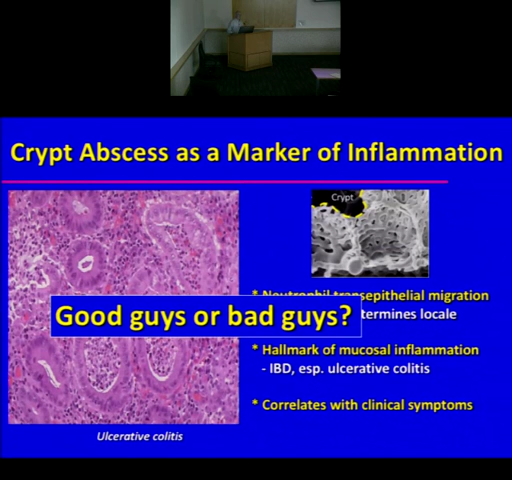 Crypt Abscess as a Marker of Inflammation
Crypt
* Neutrophil transepithelial migration
termines locale
Good guys or bad guys?
* Hallmark of mucosal inflammation
- IBD, esp. ulcerative colitis
* Correlates with clinical symptoms
Ulcerative colitis